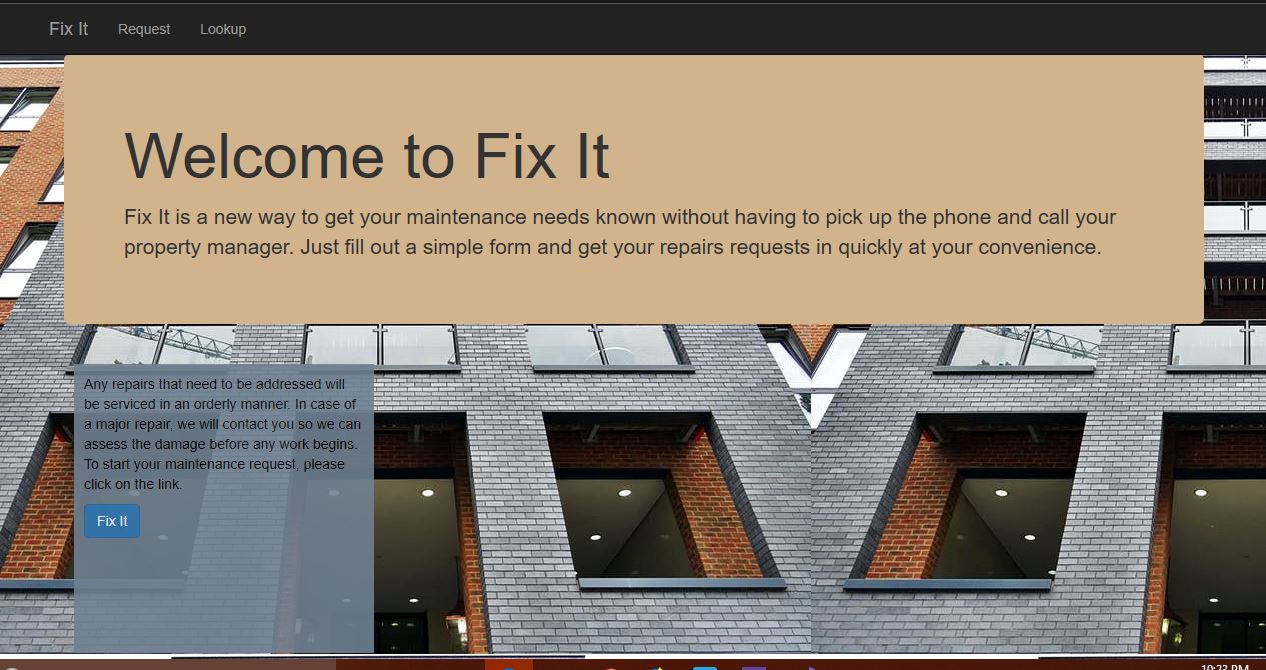 Fix It Request Lookup
Welcome to Fix It
Fix It is a new way to get your maintenance needs known without having to pick up the phone and call your
property manager. Just fill out a simple form and get your repairs requests in quickly at your convenience.
Any repairs that need to be addressed will
be serviced in an orderly manner. In case of
a major repair, we will contact you so we can
assess the damage before any work begins.
To start your maintenance request, please
click on the link.
Fix It
10:23 PM